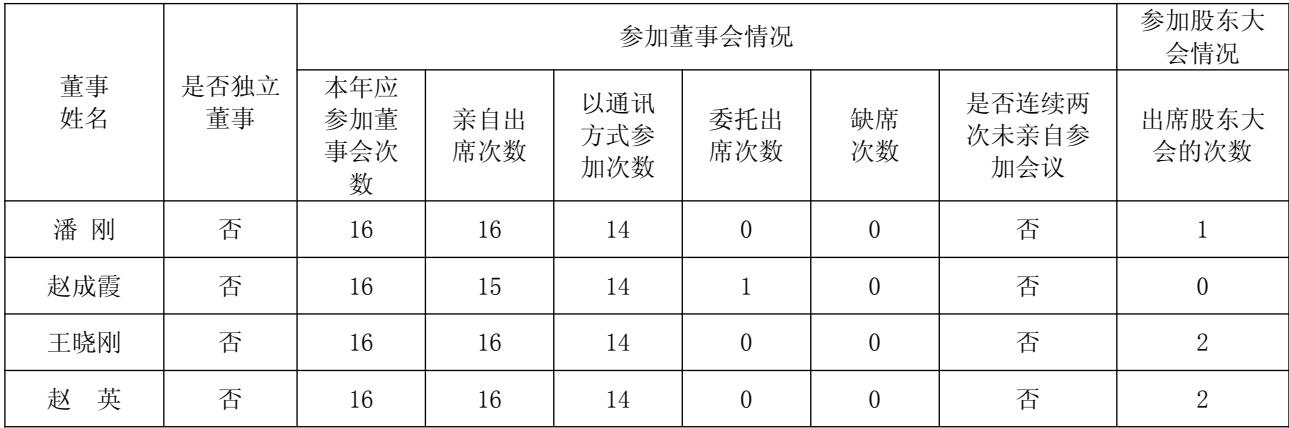 董事
姓名
是否独立
董事
参加董事会情况
参加股东大
会情况
本年应
参加董
事会次
数
亲自出
席次数
以通讯
方式参
加次数
委托出
席次数
缺席
次数
是否连续两
次未亲自参
加会议
出席股东大
会的次数
潘 刚 否 16 16 14 0 0 否 1
赵成霞 否 16 15 14 1 0 否 0
王晓刚 否 16 16 14 0 0 否 2
赵 英 否 16 16 14 0 0 否 2